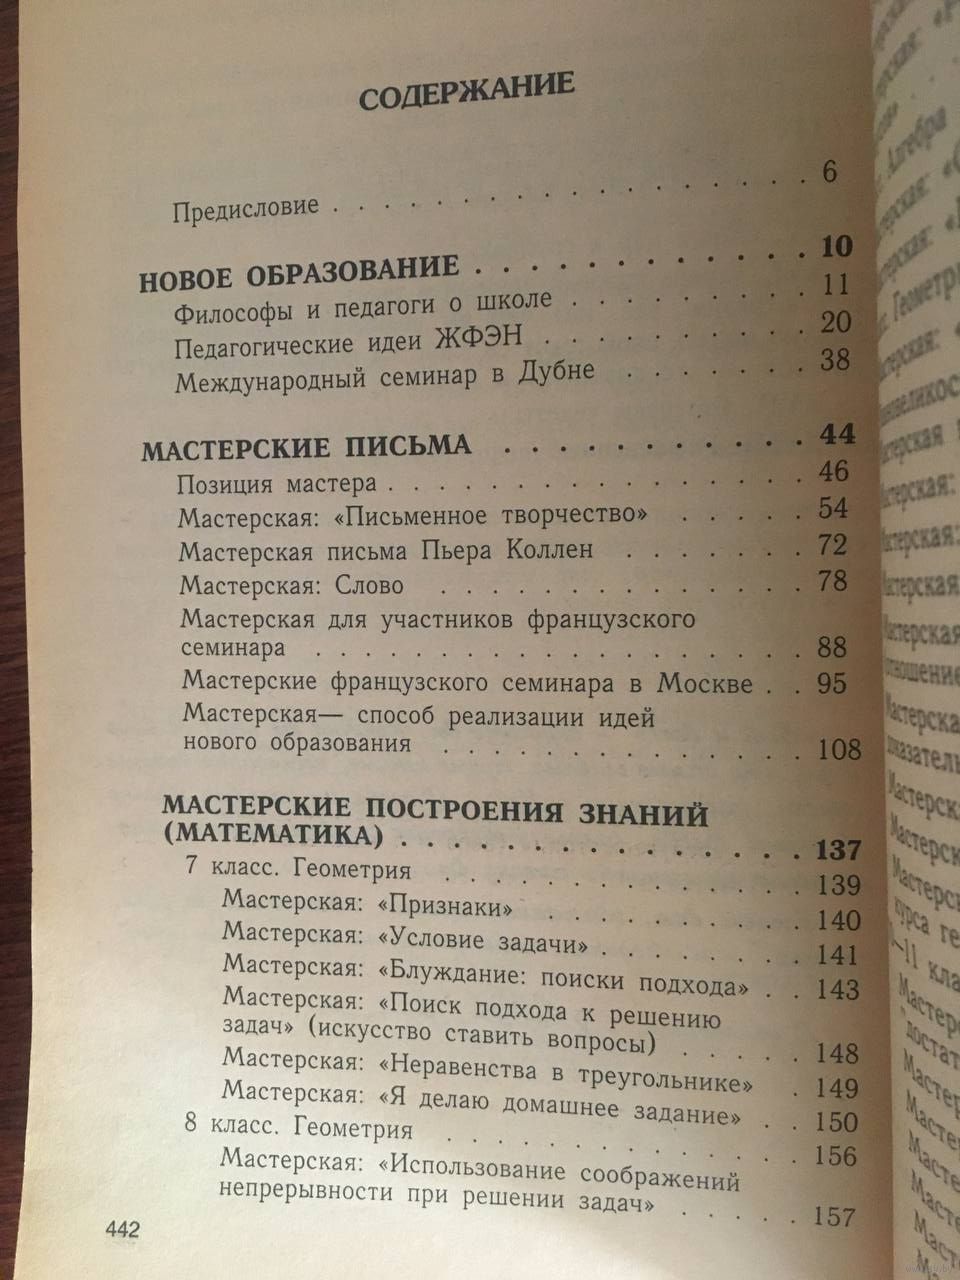 СОДЕРЖАНИЕ
Предисловие . . . . . . . . . . . . . . . . . . . 6
НОВОЕ ОБРАЗОВАНИЕ . . . . . . . . . . . . 10
Философы и педагоги о школе . . . . . . . . . 11
Педагогические идеи ЖФЭН . . . . . . . . . . 20
Международный семинар в Дубне . . . . . . . 38
МАСТЕРСКИЕ ПИСЬМА . . . . . . . . . . . 44
Позиция мастера . . . . . . . . . . . . . . . . 46
Мастерская: «Письменное творчество» . . . . . 54
Мастерская письма Пьера Коллен . . . . . . . 72
Мастерская: Слово . . . . . . . . . . . . . . 78
Мастерская для участников французского
семинара . . . . . . . . . . . . . . . . . . 88
Мастерские французского семинара в Москве . . 95
Мастерская— способ реализации идей
нового образования . . . . . . . . . . . . . . 108
МАСТЕРСКИЕ ПОСТРОЕНИЯ ЗНАНИЙ
(МАТЕМАТИКА) . . . . . . . . . . . . . . . 137
7 класс. Геометрия . . . . . . . . . . . . . . 139
Мастерская: «Признаки» . . . . . . . . . . 140
Мастерская: «Условие задачи» . . . . . . . . 141
Мастерская: «Блуждание: поиски подхода» . . 143
Мастерская: «Поиск подхода к решению
задач» (искусство ставить вопросы) . . . . . 148
Мастерская: «Неравенства в треугольнике» . 149
Мастерская: «Я делаю домашнее задание» . . 150
8 класс. Геометрия . . . . . . . . . . . . . . 156
Мастерская: «Использование соображений
непрерывности при решении задач» . . . . . 157
442
Алгебра